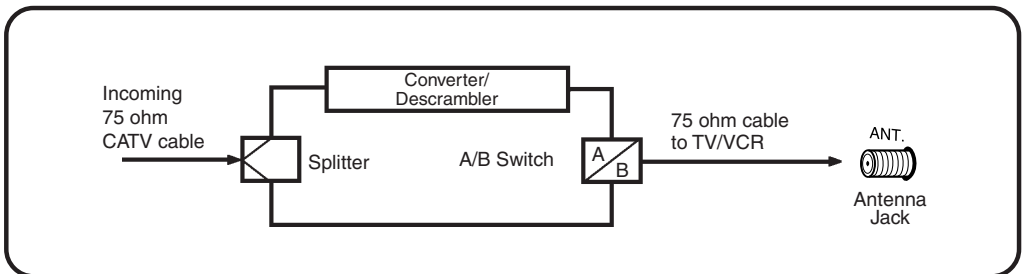 Incoming
75 ohm
CATV cable
Splitter
Converter/
Descrambler
A/B Switch
A
B
75 ohm cable
to TV/VCR
ANT.
Antenna
Jack